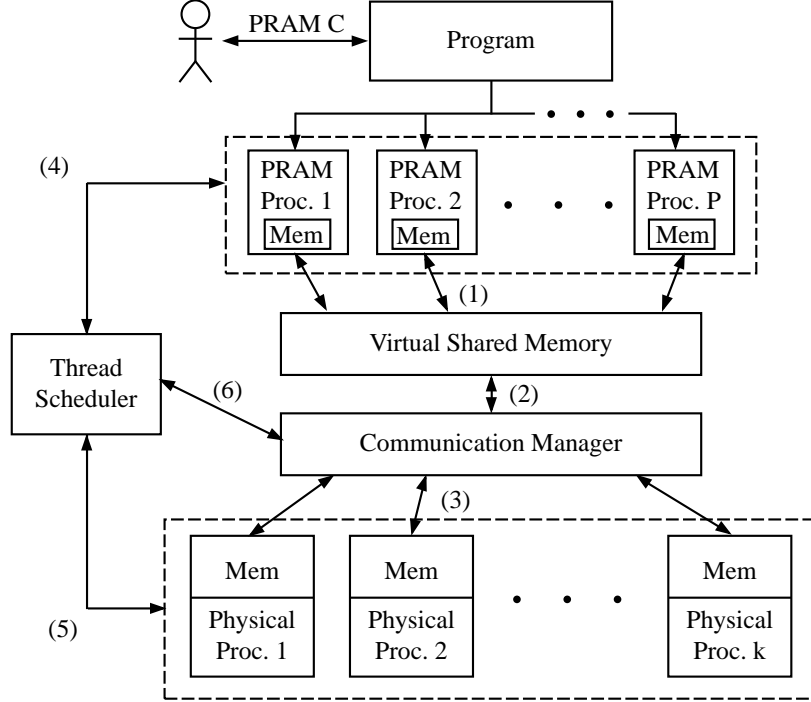 PRAM C
Program
(4)
PRAM
Proc. 1
Mem
PRAM
Proc. 2
Mem
PRAM
Proc. P
Mem
(1)
Virtual Shared Memory
Thread
Scheduler
(6)
(2)
Communication Manager
(3)
Mem
Physical
Proc. 1
Mem
Physical
Proc. 2
Mem
Physical
Proc. k
(5)